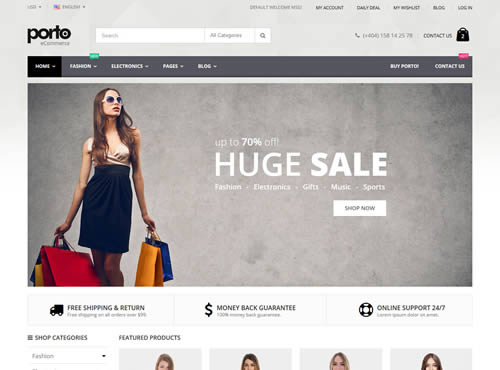 USD ENGLISH DEFAULT WELCOME MSG! MY ACCOUNT DAILY DEAL MY WISHLIST BLOG LOG IN
porto
eCommerce
Search All Categories
(+404) 158 14 25 78 CONTACT US 2
HOME FASHION ELECTRONICS PAGES BLOG BUY PORTO! CONTACT US
up to 70% off!
HUGE SALE
Fashion - Electronics - Gifts - Music - Sports
SHOP NOW
FREE SHIPPING & RETURN
Free shipping on all orders over $99.
MONEY BACK GUARANTEE
100% money back guarantee.
ONLINE SUPPORT 24/7
Lorem ipsum dolor sit amet.
SHOP CATEGORIES FEATURED PRODUCTS
Fashion